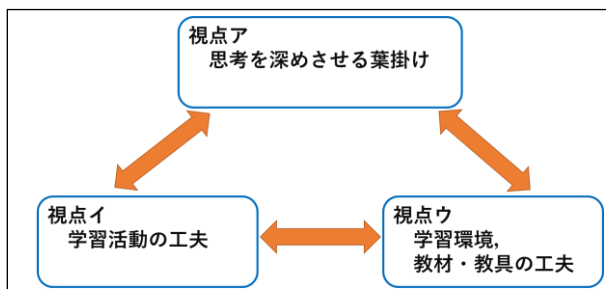 視点ア
思考を深めさせる葉掛け
視点イ
学習活動の工夫
視点ウ
学習環境,
教材・教具の工夫